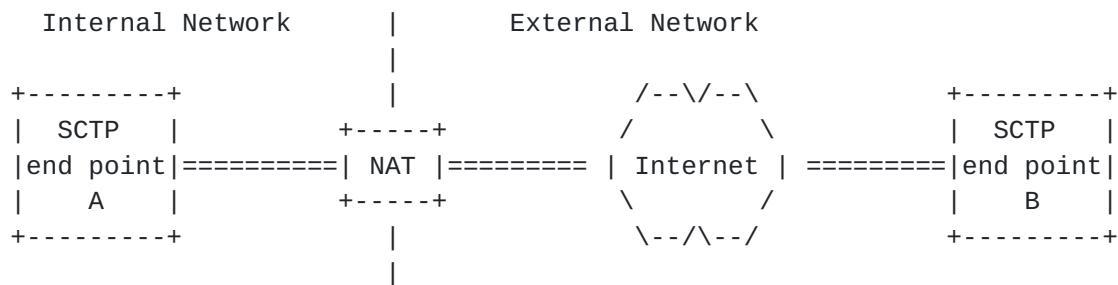 Internal Network | External Network
|
+---------+ | /--\/--\ +---------+
| SCTP | +-----+ / \ | SCTP |
|end point|==========| NAT |========= | Internet | =========|end point|
| A | +-----+ \ / | B |
+---------+ | \--/\--/ +---------+
|